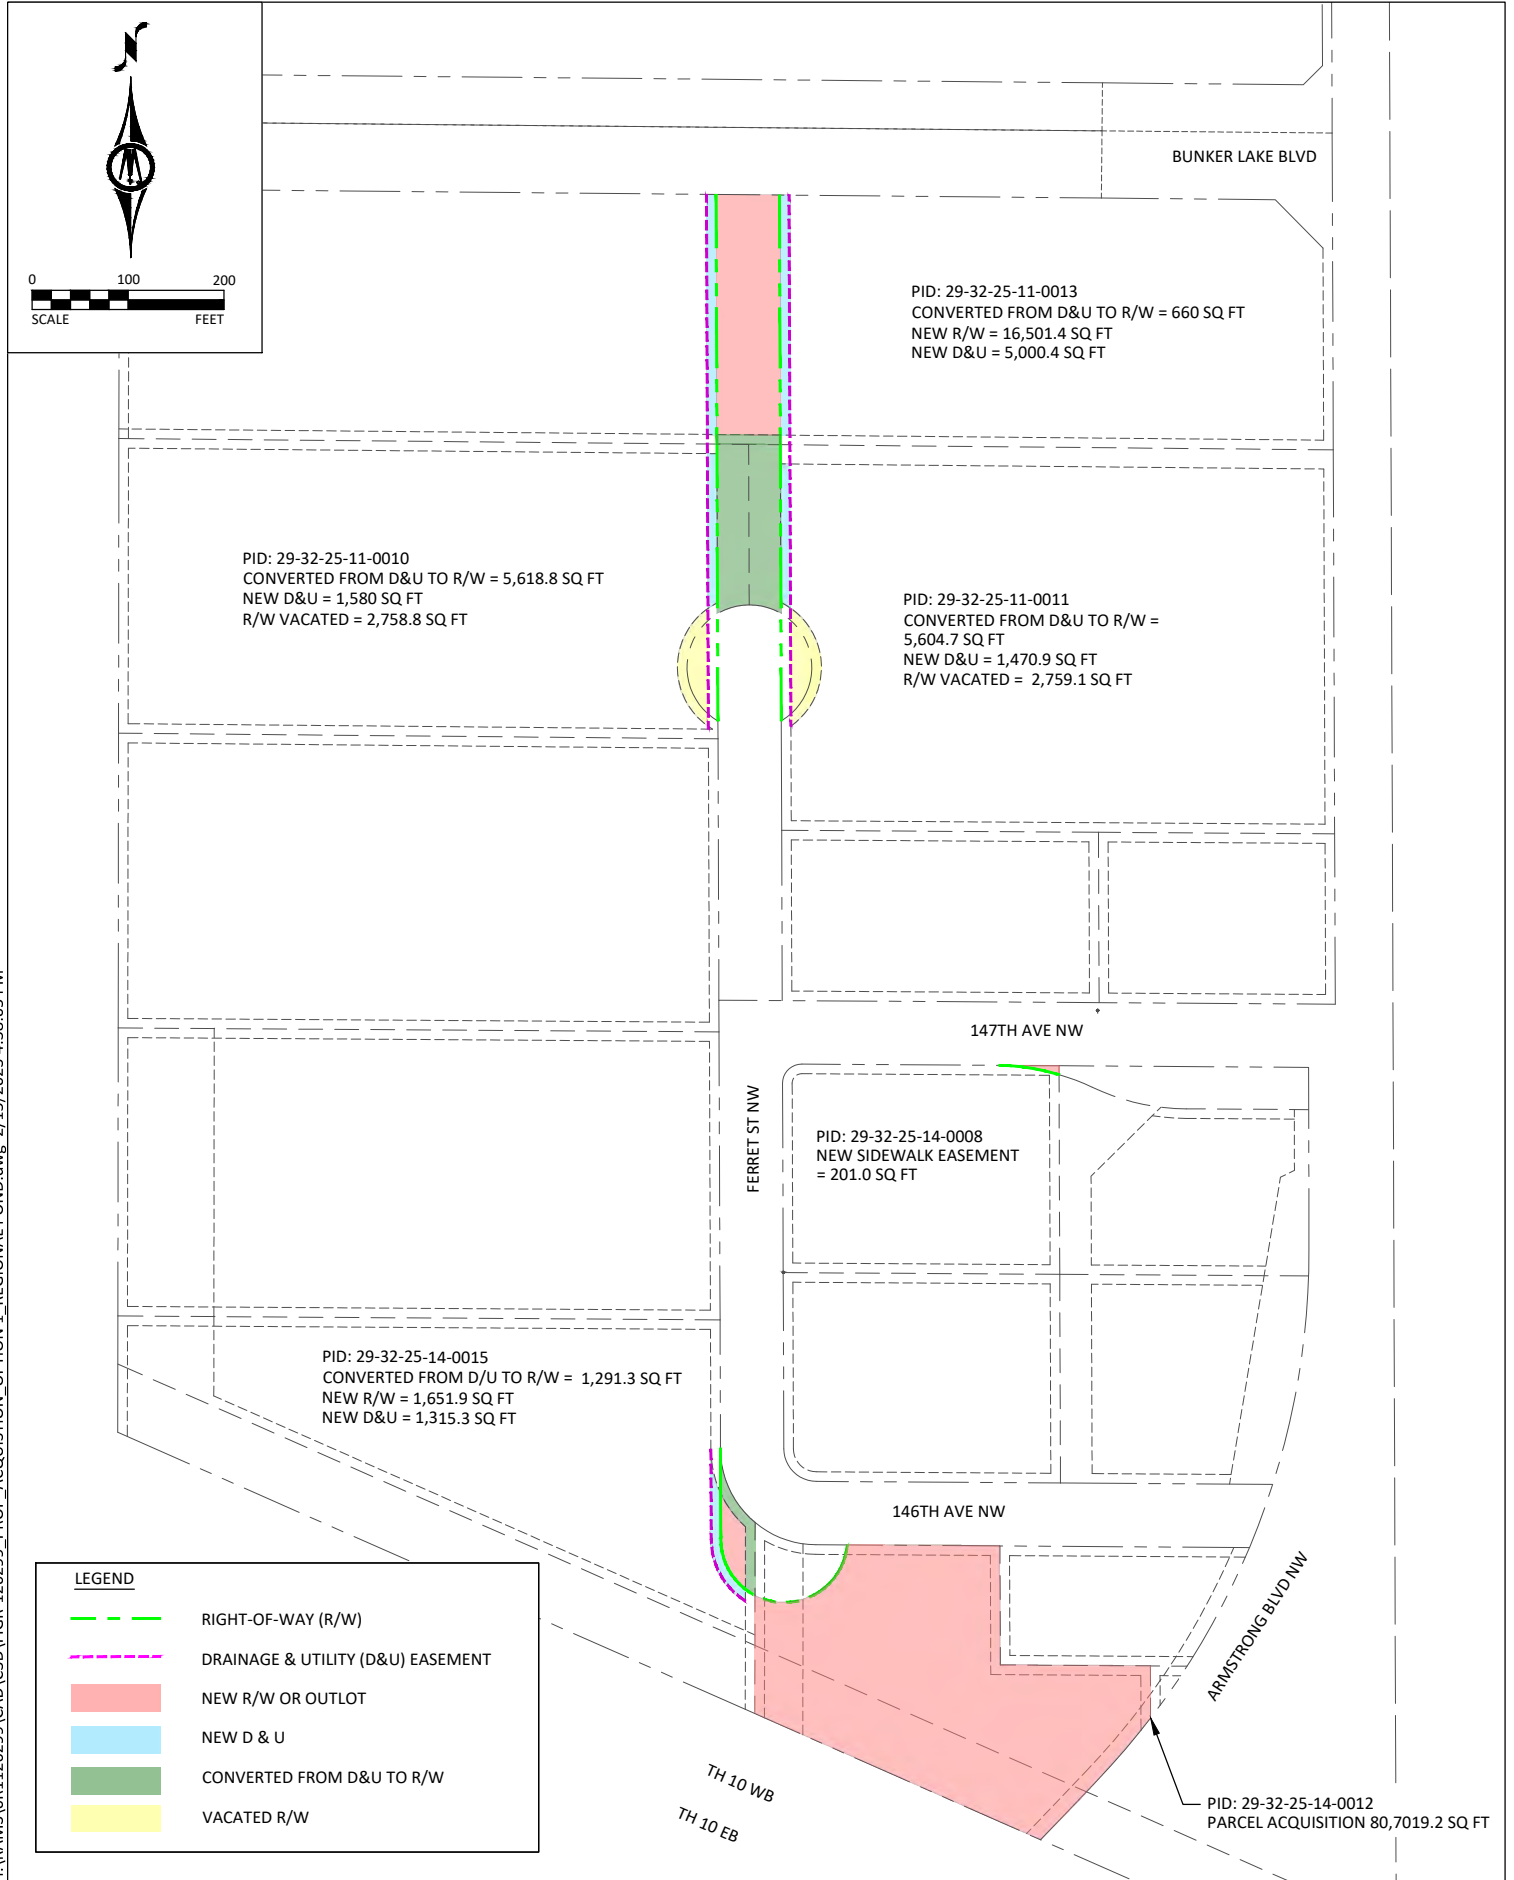 N
0 100 200
SCALE FEET
BUNKER LAKE BLVD
PID: 29-32-25-11-0013
CONVERTED FROM D&U TO R/W = 660 SQ FT
NEW R/W = 16,501.4 SQ FT
NEW D&U = 5,000.4 SQ FT
PID: 29-32-25-11-0010
CONVERTED FROM D&U TO R/W = 5,618.8 SQ FT
NEW D&U = 1,580 SQ FT
R/W VACATED = 2,758.8 SQ FT
PID: 29-32-25-11-0011
CONVERTED FROM D&U TO R/W =
5,604.7 SQ FT
NEW D&U = 1,470.9 SQ FT
R/W VACATED = 2,759.1 SQ FT
147TH AVE NW
FERRET ST NW
PID: 29-32-25-14-0008
NEW SIDEWALK EASEMENT
= 201.0 SQ FT
PID: 29-32-25-14-0015
CONVERTED FROM D/U TO R/W = 1,291.3 SQ FT
NEW R/W = 1,651.9 SQ FT
NEW D&U = 1,315.3 SQ FT
146TH AVE NW
ARMSTRONG BLVD NW
LEGEND
RIGHT-OF-WAY (R/W)
DRAINAGE & UTILITY (D&U) EASEMENT
NEW R/W OR OUTLOT
NEW D & U
CONVERTED FROM D&U TO R/W
VACATED R/W
TH 10 WB
TH 10 EB
PID: 29-32-25-14-0012
PARCEL ACQUISITION 80,7019.2 SQ FT